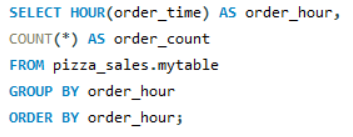 SELECT HOUR(order_time) AS order_hour,
COUNT(*) AS order_count
FROM pizza_sales.mytable
GROUP BY order_hour
ORDER BY order_hour;